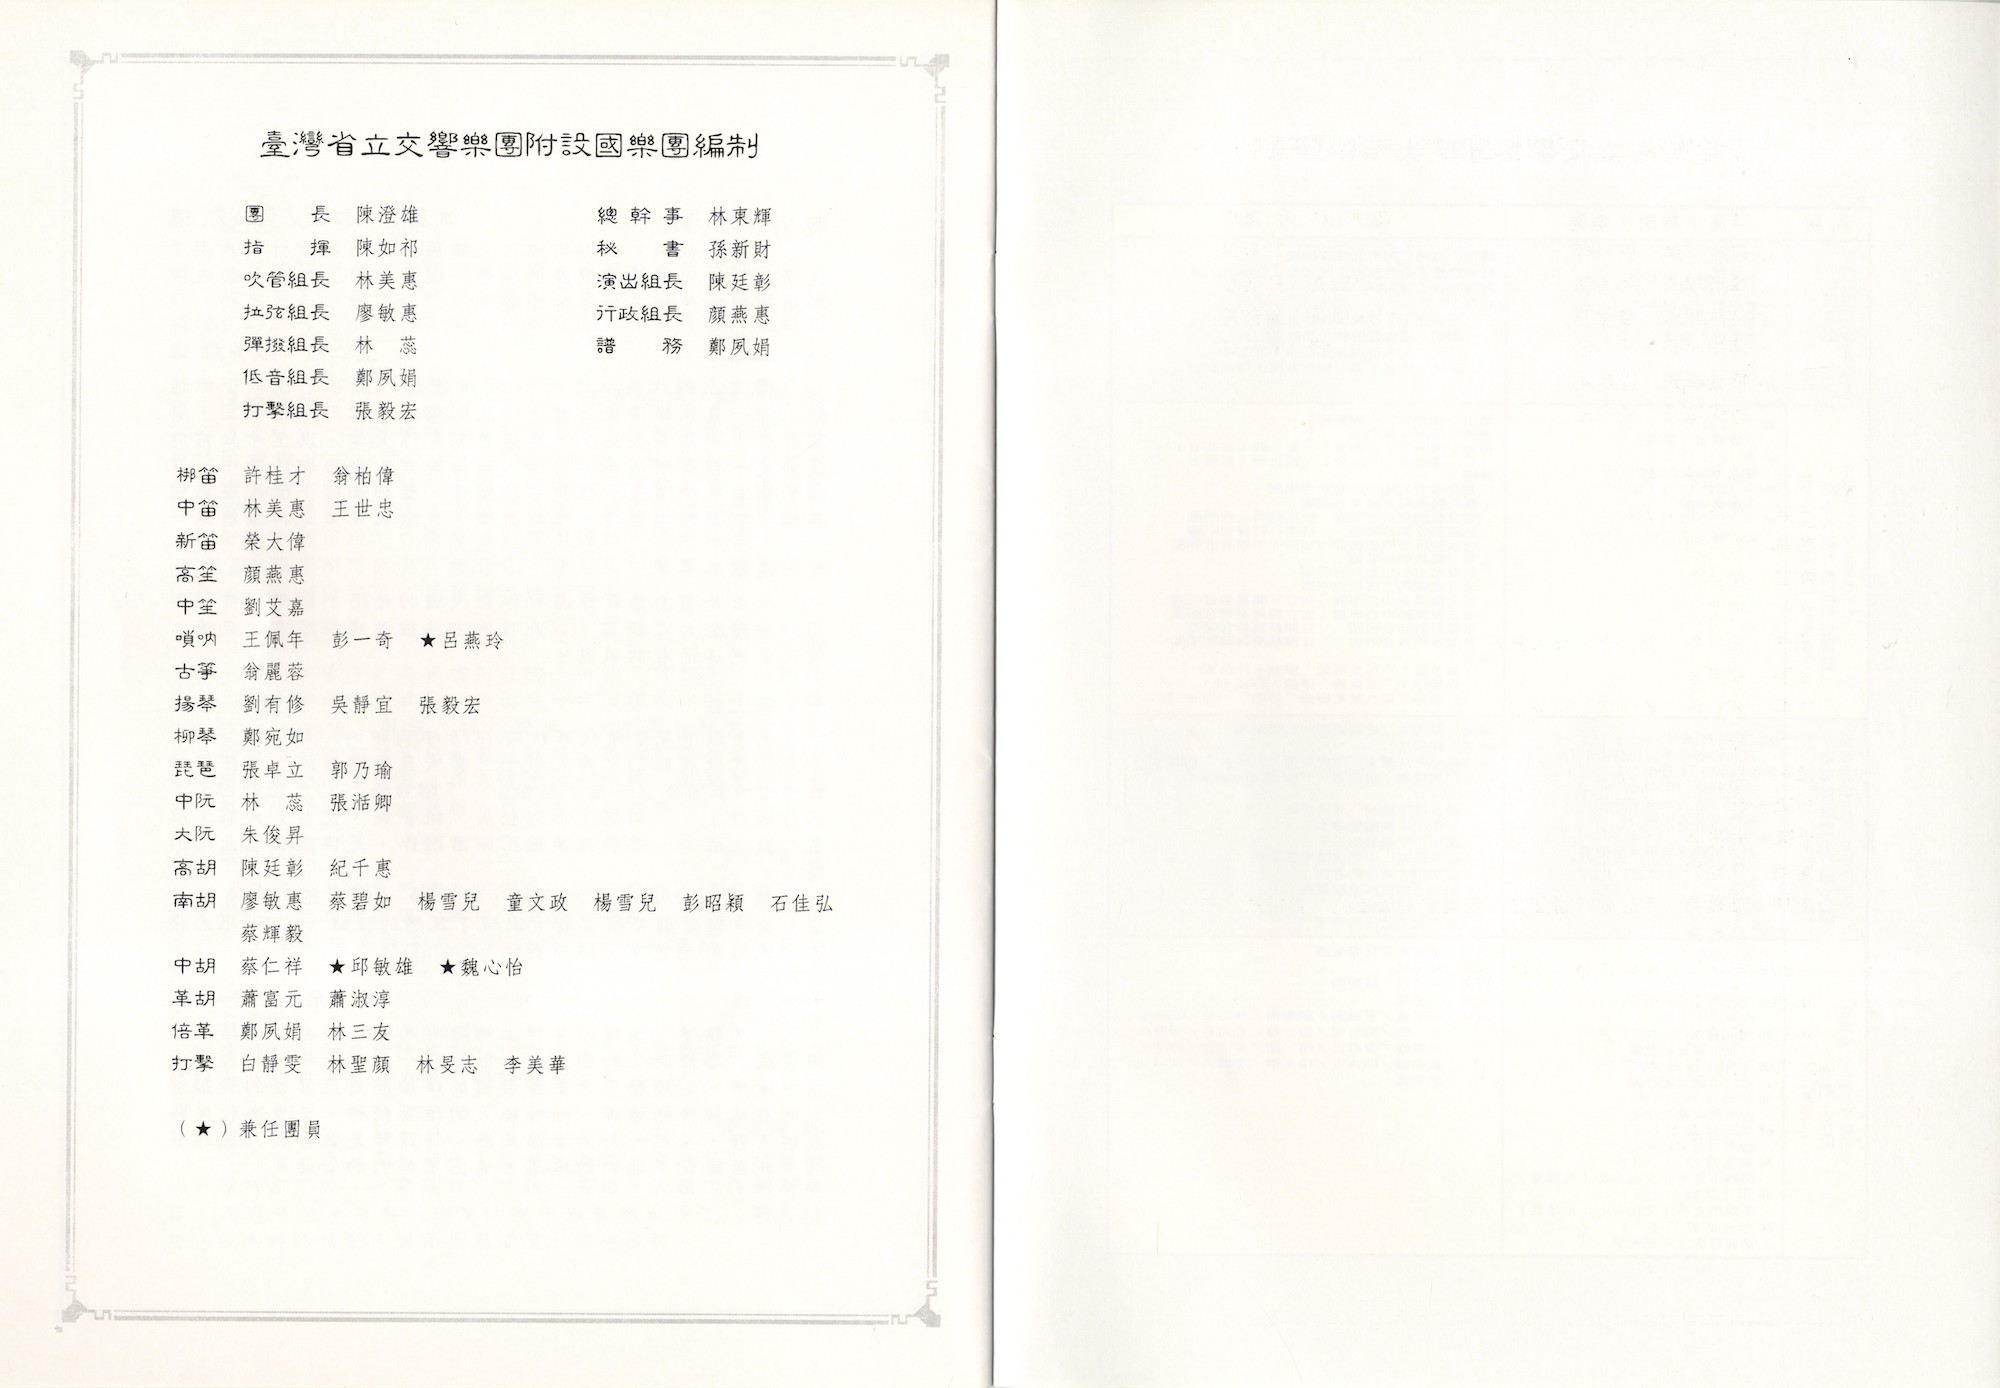 臺灣省立交響樂團附設國樂團編制
團　　長　陳澄雄
指　　揮　陳如祁
吹管組長　林美惠
拉弦組長　廖敏惠
彈撥組長　林　蕊
低音組長　鄭夙娟
打擊組長　張毅宏
總 幹 事　林東輝
秘　　書　孫新財
演出組長　陳廷彰
行政組長　顏燕惠
譜　　務　鄭夙娟
梆笛　許桂才　翁柏偉
中笛　林美惠　王世忠
新笛　榮大偉
高笙　顏燕惠
中笙　劉艾嘉
嗩吶　王佩年　彭一奇　★呂燕玲
古箏　翁麗蓉
揚琴　劉有修　吳靜宜　張毅宏
柳琴　鄭宛如
琵琶　張卓立　郭乃瑜
中阮　林　蕊　張湉卿
大阮　朱俊昇
高胡　陳廷彰　紀千惠
南胡　廖敏惠　蔡碧如　楊雪兒　童文政　楊雪兒　彭昭穎　石佳弘
蔡輝毅
中胡　蔡仁祥　★邱敏雄　★魏心怡
革胡　蕭富元　蕭淑淳
倍革　鄭夙娟　林三友
打擊　白靜雯　林聖顏　林旻志　李美華
（★）兼任團員